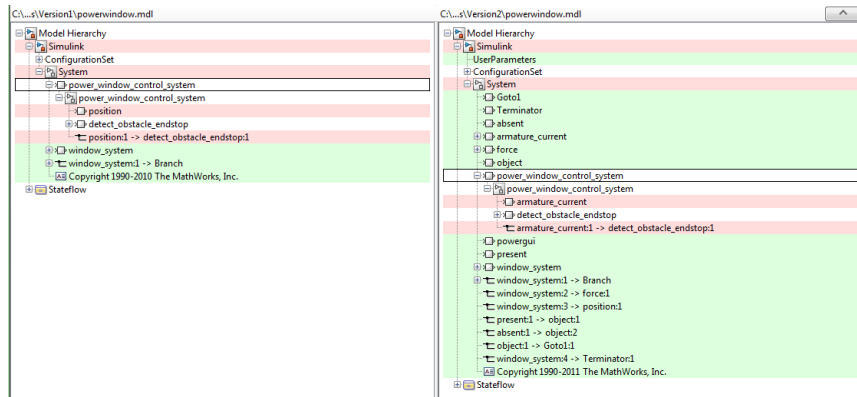 C:\...s\Version1\powerwindow.mdl
Model Hierarchy
Simulink
ConfigurationSet
System
power_window_control_system
power_window_control_system
position
detect_obstacle_endstop
position:1 -> detect_obstacle_endstop:1
window_system
window_system:1 -> Branch
Copyright 1990-2010 The MathWorks, Inc.
Stateflow
C:\...s\Version2\powerwindow.mdl
Model Hierarchy
Simulink
UserParameters
ConfigurationSet
System
Goto1
Terminator
absent
armature_current
force
object
power_window_control_system
power_window_control_system
armature_current
detect_obstacle_endstop
armature_current:1 -> detect_obstacle_endstop:1
powergui
present
window_system
window_system:1 -> Branch
window_system:2 -> force:1
window_system:3 -> position:1
present:1 -> object:1
absent:1 -> object:2
object:1 -> Goto1:1
window_system:4 -> Terminator:1
Copyright 1990-2011 The MathWorks, Inc.
Stateflow